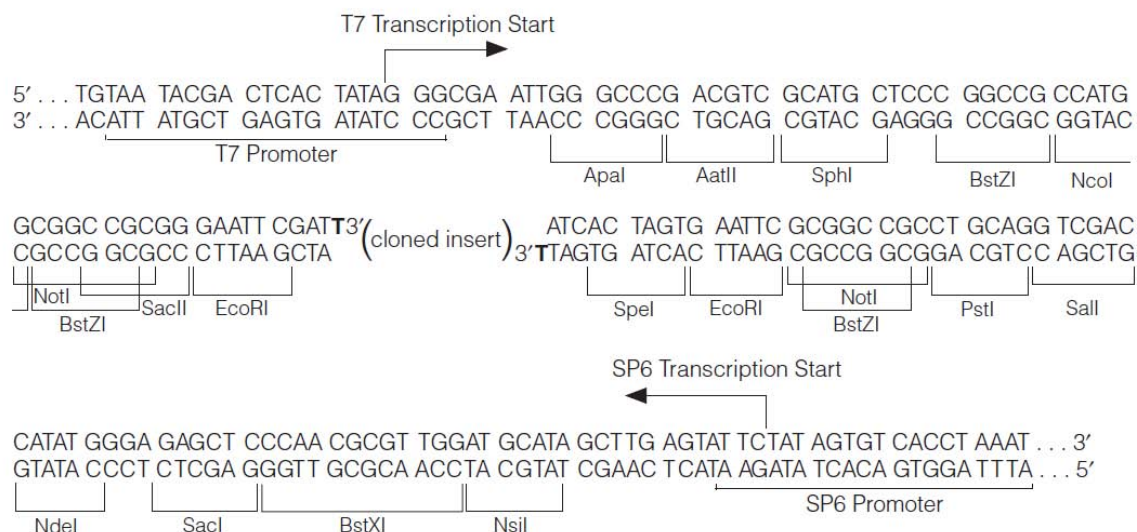 T7 Transcription Start
5′ . . . TGTAA TACGA CTCAC TATAG GGCGA ATTGG GCCCG ACGTC GCATG CTCCC GGCCG CCATG
3′ . . . ACATT ATGCT GAGTG ATATC CCGCT TAACC CGGGC TGCAG CGTAC GAGGG CCGGC GGTAC
T7 Promoter
ApaI AatII SphI BstZI NcoI
GCGGC CGCGG GAATT CGATT3′ (cloned insert) ATCAC TAGTG AATTC GCGGC CGCCT GCAGG TCGAC
CGCCG GCGCC CTTAA GCTA 3′TTAGTG ATCAC TTAAG CGCCG GCGGA CGTCC AGCTG
NotI SacII EcoRI SpeI EcoRI NotI PstI SalI
BstZI BstZI
SP6 Transcription Start
CATAT GGGA GAGCT CCCAA CGCGT TGGAT GCATA GCTTG AGTAT TCTAT AGTGT CACCT AAAT . . . 3′
GTATA CCCT CTCGA GGGTT GCGCA ACCTA CGTAT CGAAC TCATA AGATA TCACA GTGGA TTTA . . . 5′
SP6 Promoter
NdeI SacI BstXI NsiI